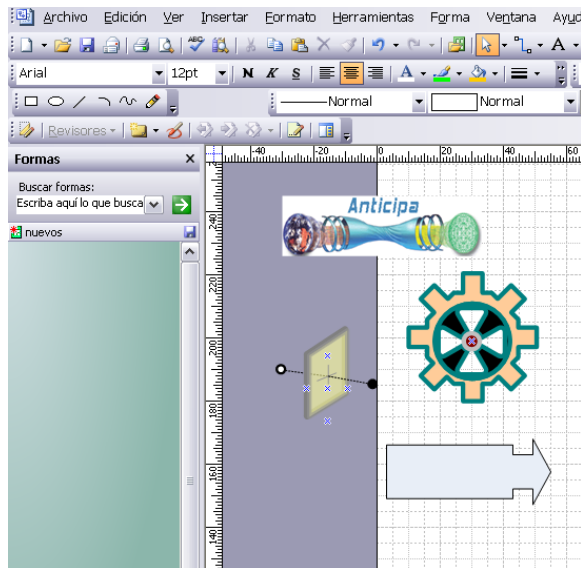 Archivo Edición Ver Insertar Formato Herramientas Forma Ventana Ayud
Arial 12pt N K S A
Normal Normal
Revisores
Formas x
Buscar formas:
Escriba aquí lo que busca
nuevos
-40 -20 0 20 40 60
240
220
200
180
160
140
Anticipa